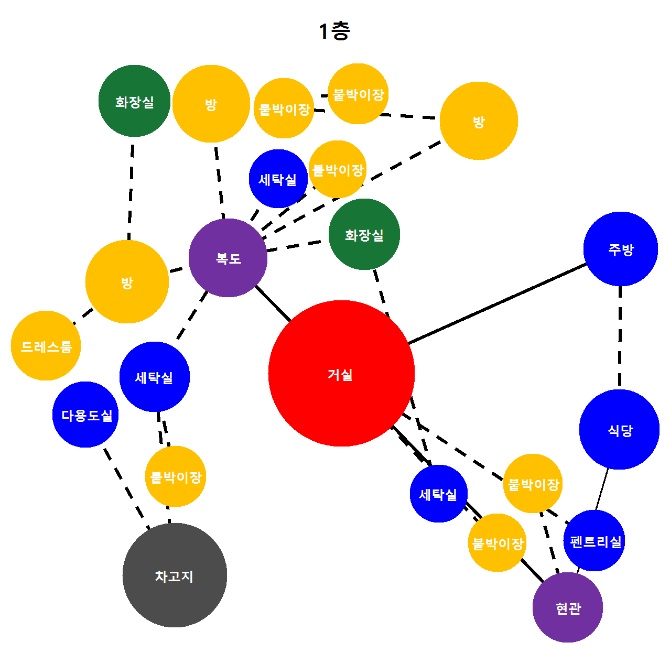 1층
화장실
방
붙박이장
붙박이장
방
세탁실
붙박이장
화장실
복도
주방
방
드레스룸
세탁실
거실
다용도실
식당
붙박이장
세탁실
붙박이장
붙박이장
펜트리실
차고지
현관